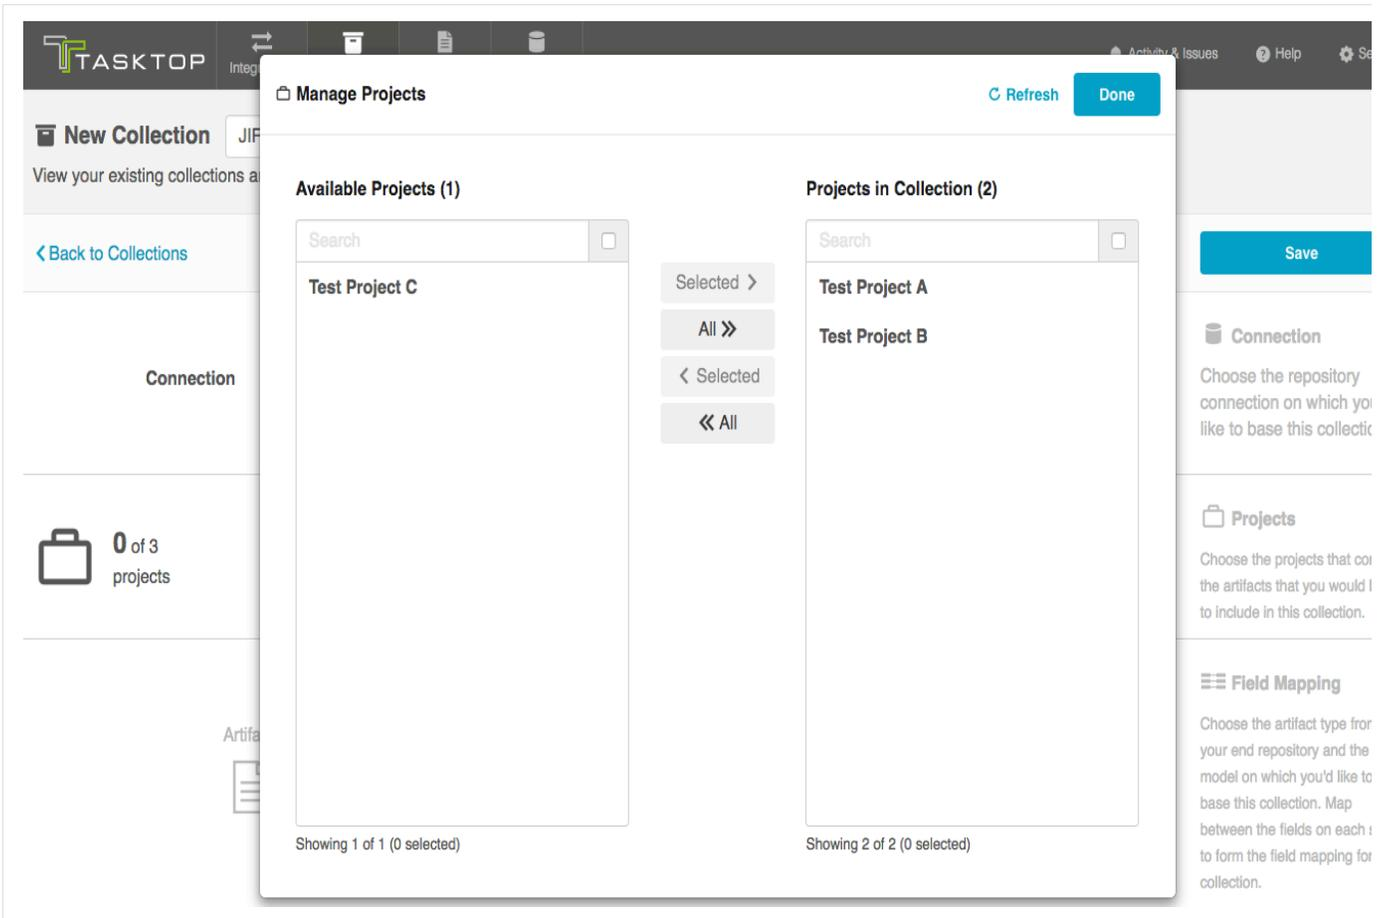 TASKTOP
Activity & Issues
Help
Manage Projects
Refresh
Done
New Collection
View your existing collections
Back to Collections
Save
Available Projects (1)
Projects in Collection (2)
Search
Search
Test Project C
Test Project A
Test Project B
Selected
All
Selected
All
Connection
0 of 3
projects
Showing 1 of 1 (0 selected)
Showing 2 of 2 (0 selected)
Connection
Choose the repository
connection on which
like to base this
Projects
Choose the projects that
the artifacts that you would
to include in this collection.
Field Mapping
Choose the artifact type
your end repository and the
model on which you'd like to
base this collection. Map
between the fields on each
to form the field mapping
collection.